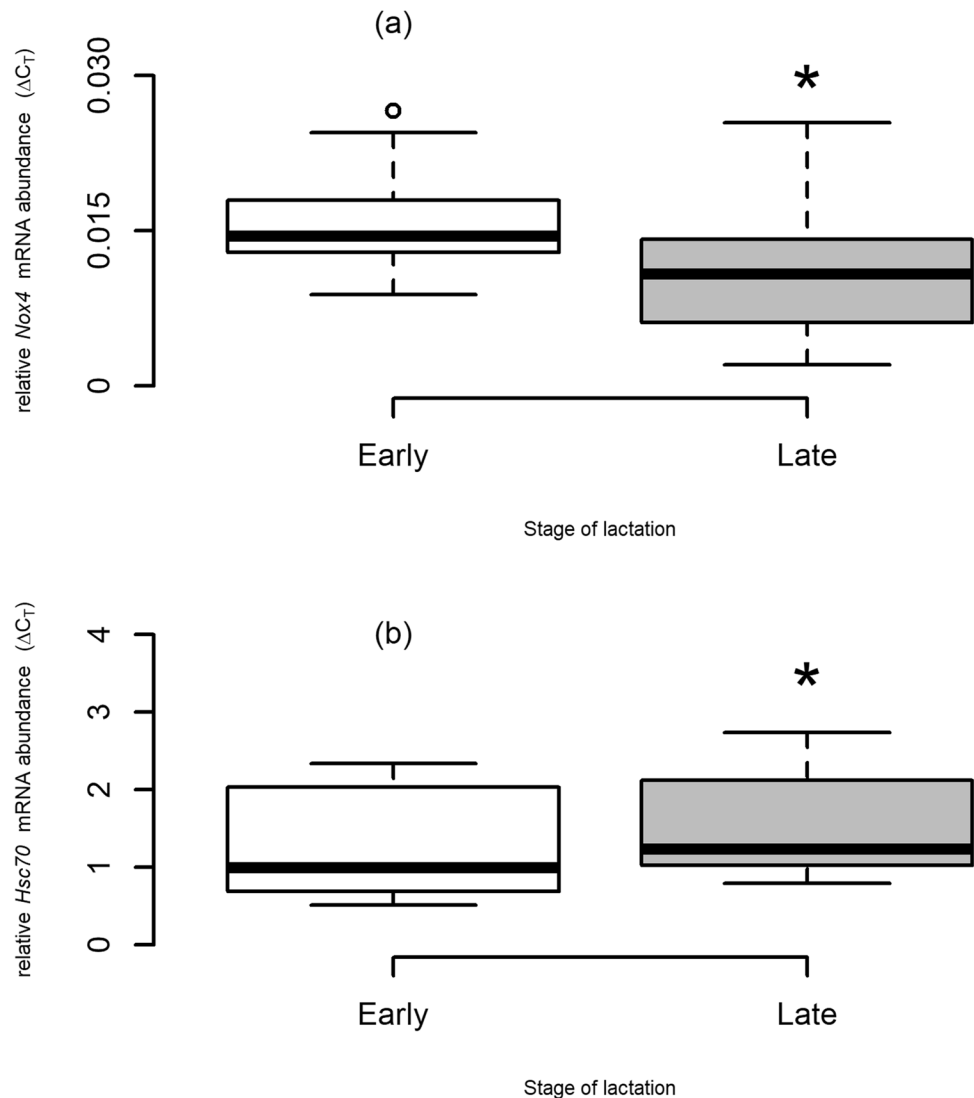 (a)
relative Nox4 mRNA abundance (ΔCT)
0.030
0.015
0
*
Early Late
Stage of lactation
(b)
relative Hsc70 mRNA abundance (ΔCT)
4
3
2
1
0
*
Early Late
Stage of lactation